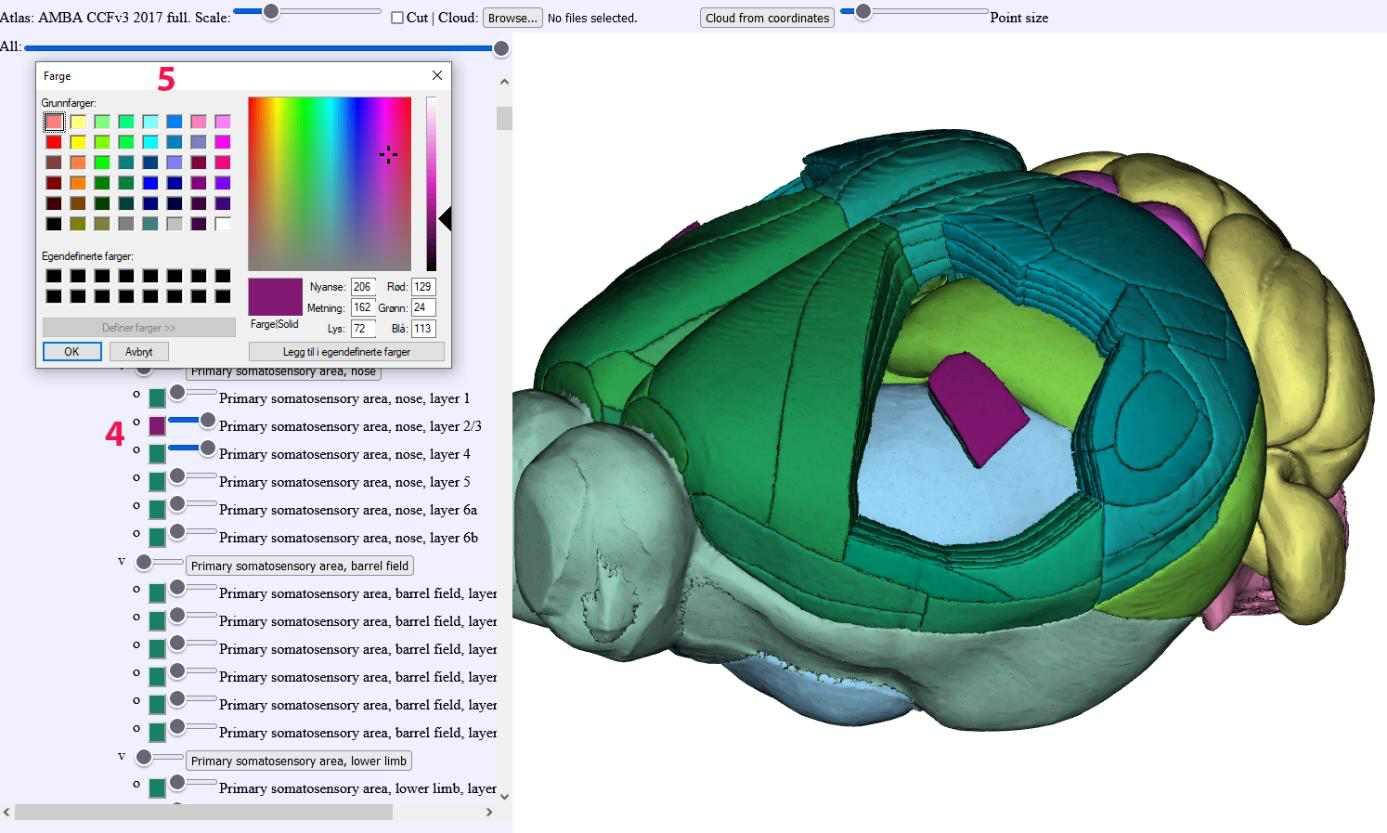 Atlas: AMBA CCFv3 2017 full. Scale:
Cut | Cloud: Browse... No files selected.
Cloud from coordinates
Point size
All:
Farge
5
Grunnfarger:
Egendefinerte farger:
Definer farger >>
OK
Avbryt
Farge|Solid
Nyanse: 206
Rød: 129
Metning: 162
Grønn: 24
Lys: 72
Blå: 113
Legg til i egendefinerte farger
Primary somatosensory area, nose
o Primary somatosensory area, nose, layer 1
o Primary somatosensory area, nose, layer 2/3
4
o Primary somatosensory area, nose, layer 4
o Primary somatosensory area, nose, layer 5
o Primary somatosensory area, nose, layer 6a
o Primary somatosensory area, nose, layer 6b
v Primary somatosensory area, barrel field
o Primary somatosensory area, barrel field, layer
o Primary somatosensory area, barrel field, layer
o Primary somatosensory area, barrel field, layer
o Primary somatosensory area, barrel field, layer
o Primary somatosensory area, barrel field, layer
o Primary somatosensory area, barrel field, layer
v Primary somatosensory area, lower limb
o Primary somatosensory area, lower limb, layer